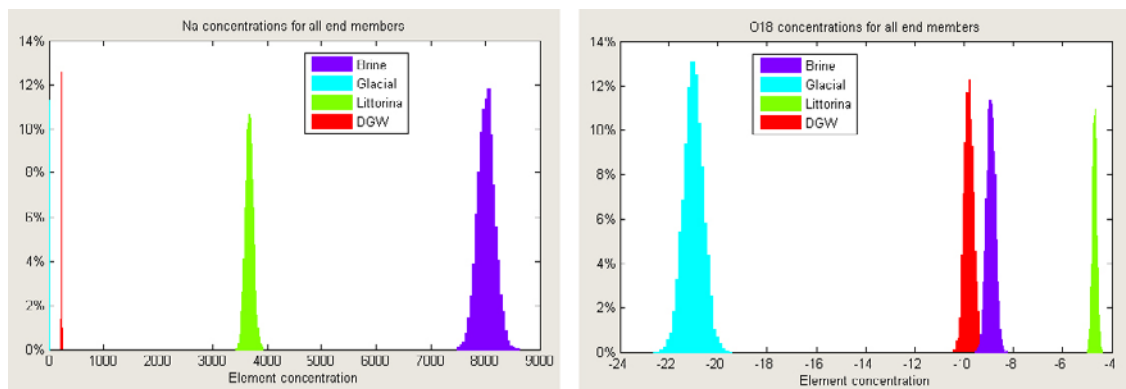 Na concentrations for all end members
14%
12%
10%
8%
6%
4%
2%
0%
Brine
Glacial
Littorina
DGW
0 1000 2000 3000 4000 5000 6000 7000 8000 9000
Element concentration
O18 concentrations for all end members
14%
12%
10%
8%
6%
4%
2%
0%
Brine
Glacial
Littorina
DGW
-24 -22 -20 -18 -16 -14 -12 -10 -8 -6 -4
Element concentration